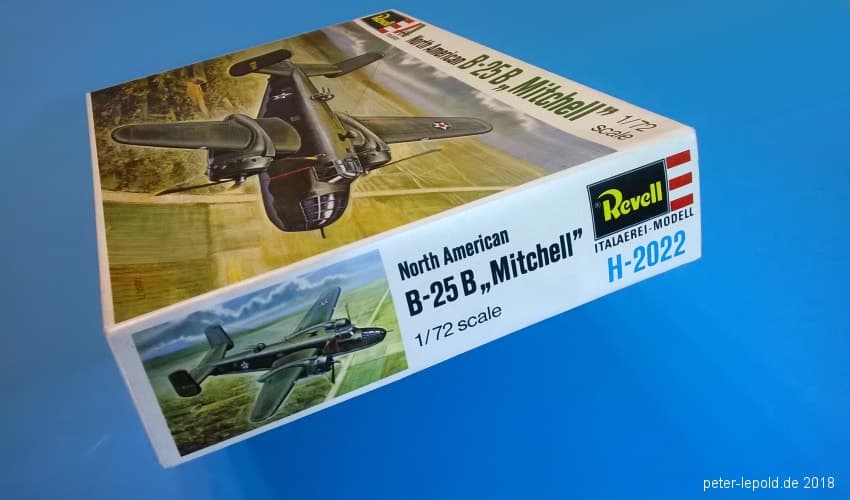 Revell
North American
B-25B „Mitchell”
1/72
scale
North American
B-25 B „Mitchell”
1/72 scale
Revell
ITALAEREI-MODELL
H-2022
peter-lepold.de 2018